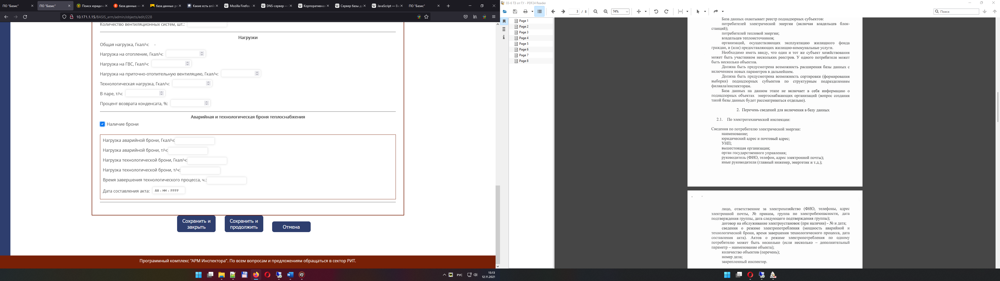 ПО "Базис"
ПО "Базис"
Поиск юридиче
база данных —
база данных pn
Какие есть onlin
Mozilla Firefox –
DNS-сервер —
Корпоративная
Сервер базы да
JavaScript — Ви
ПО "Базис"
10.171.1.15/BASIS_arm/admin/objects/edit/228
Количество вентиляционных систем, шт.:
Нагрузки
Общая нагрузка, Гкал/ч: -
Нагрузка на отопление, Гкал/ч:
Нагрузка на ГВС, Гкал/ч:
Нагрузка на приточно-отопительную вентиляцию, Гкал/ч:
Технологическая нагрузка, Гкал/ч:
В паре, т/ч:
Процент возврата конденсата, %:
Аварийная и технологическая броня теплоснабжения
Наличие брони
Нагрузка аварийной брони, Гкал/ч:
Нагрузка аварийной брони, т/ч:
Нагрузка технологической брони, Гкал/ч:
Нагрузка технологической брони, т/ч:
Время завершения технологического процесса, ч.:
Дата составления акта: дд.мм.гггг
Сохранить и закрыть
Сохранить и продолжить
Отмена
Программный комплекс "АРМ Инспектора". По всем вопросам и предложениям обращаться в сектор РИТ.
РУС
15:13
12.11.2021
03-6 ТЗ от ГУ - PDF24 Reader
3 / 8
74%
Поиск
Page 1
Page 2
Page 3
Page 4
Page 5
Page 6
Page 7
Page 8
База данных охватывает реестр поднадзорных субъектов:
потребителей электрической энергии (включая владельцев блок-
станций);
потребителей тепловой энергии;
владельцев теплоисточников;
организаций, осуществляющих эксплуатацию жилищного фонда
граждан, и (или) предоставляющих жилищно-коммунальные услуги.
Необходимо иметь ввиду, что один и тот же субъект хозяйствования
может быть участником нескольких реестров. У одного потребителя может
быть несколько объектов.
Должна быть предусмотрена возможность расширения базы данных с
включением новых параметров в дальнейшем.
Должна быть предусмотрена возможность сортировки (формирования
выборки) поднадзорных субъектов по структурным подразделениям
филиала/инспекторам.
База данных на данном этапе не включает в себя информацию о
поднадзорных объектах энергоснабжающих организаций (вопрос создания
такой базы данных будет рассматриваться отдельно).
2. Перечень сведений для включения в базу данных
2.1. По электротехнической инспекции:
Сведения по потребителю электрической энергии:
наименование;
юридический адрес и почтовый адрес;
УНП;
вышестоящая организация;
орган государственного управления;
руководитель (ФИО, телефон, адрес электронной почты);
иные руководители (главный инженер, энергетик и т.д.);
лицо, ответственное за электрохозяйство (ФИО, телефоны, адрес
электронной почты, № приказа, группа по электробезопасности, дата
подтверждения группы, дата следующего подтверждения группы);
договор на обслуживание электроустановок (при наличии) - № и дата;
сведения о режиме электропотребления (мощность аварийной и
технологической брони, время завершения технологического процесса, дата
составления акта). Актов о режиме электропотребления по одному
потребителю может быть несколько (если несколько – дополнительный
параметр – наименование объекта);
количество объектов (перечень);
номер дела;
закрепленный инспектор.